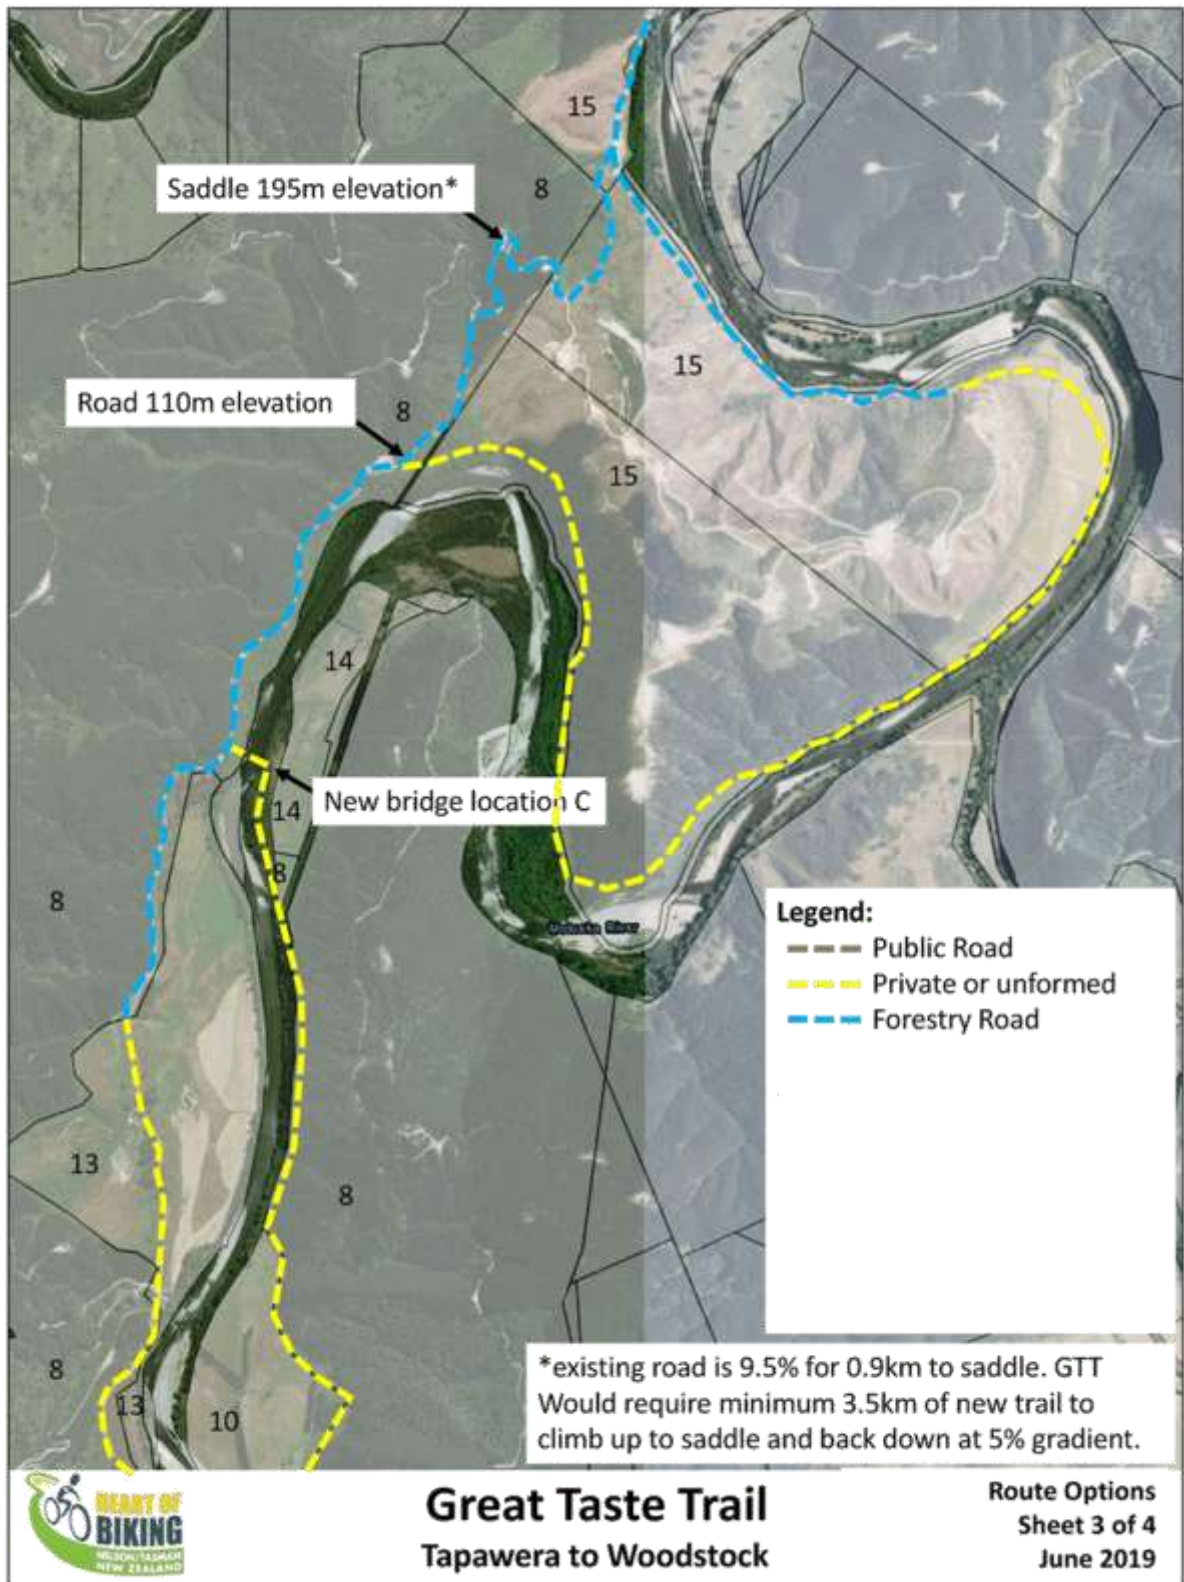 15
Saddle 195m elevation*
8
15
Road 110m elevation
8
15
14
New bridge location C
14
8
8
Motueka River
Legend:
Public Road
Private or unformed
Forestry Road
13
8
8
13
10
*existing road is 9.5% for 0.9km to saddle. GTT
Would require minimum 3.5km of new trail to
climb up to saddle and back down at 5% gradient.
HEART OF
BIKING
NELSON/TASMAN
NEW ZEALAND
Great Taste Trail
Tapawera to Woodstock
Route Options
Sheet 3 of 4
June 2019